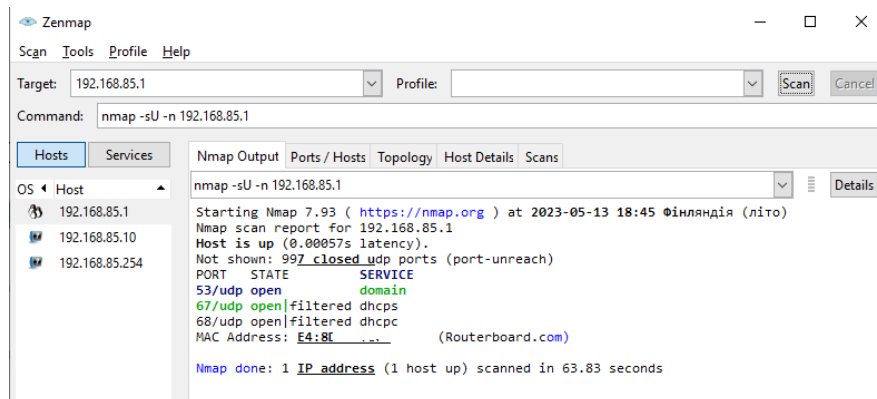 Zenmap
Scan Tools Profile Help
Target: 192.168.85.1 Profile: Scan Cancel
Command: nmap -sU -n 192.168.85.1
Hosts Services Nmap Output Ports / Hosts Topology Host Details Scans
OS Host nmap -sU -n 192.168.85.1 Details
192.168.85.1
192.168.85.10
192.168.85.254
Starting Nmap 7.93 ( https://nmap.org ) at 2023-05-13 18:45 Фінляндія (літо)
Nmap scan report for 192.168.85.1
Host is up (0.00057s latency).
Not shown: 997 closed udp ports (port-unreach)
PORT STATE SERVICE
53/udp open domain
67/udp open|filtered dhcps
68/udp open|filtered dhcpc
MAC Address: E4:8D (Routerboard.com)
Nmap done: 1 IP address (1 host up) scanned in 63.83 seconds